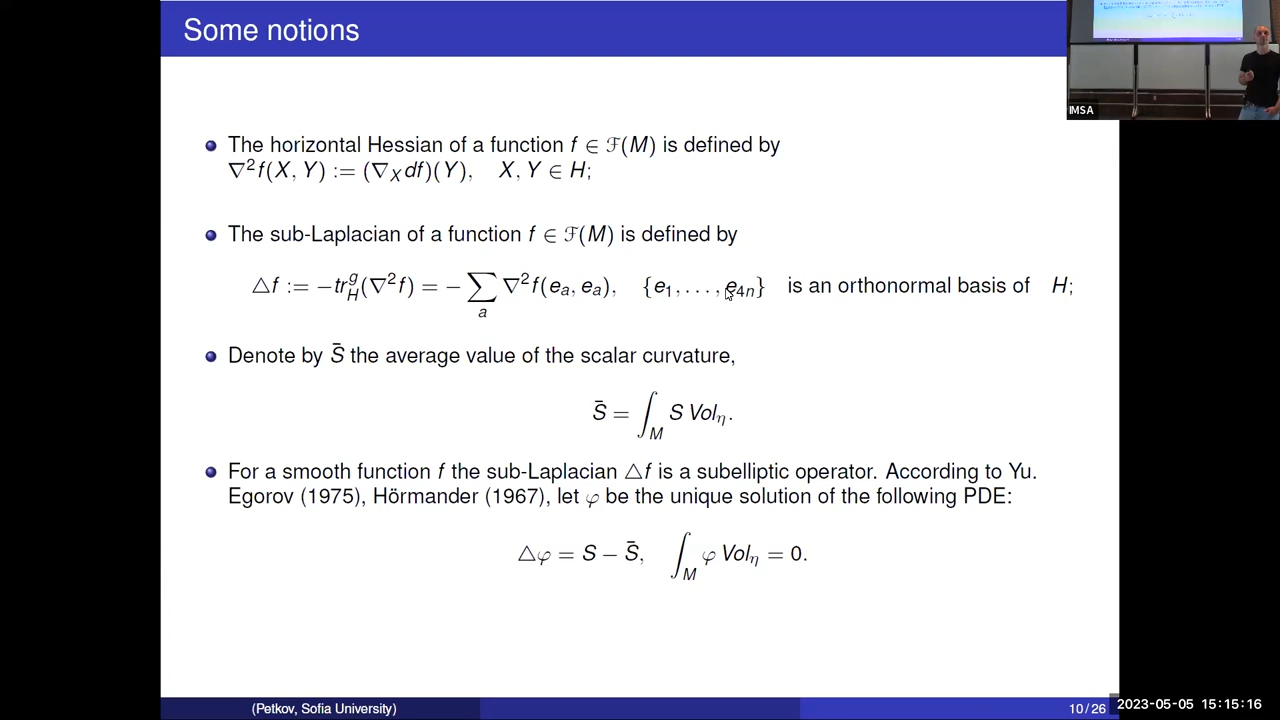 Some notions
IMSA
The horizontal Hessian of a function f ∈ ℱ(M) is defined by
∇²f(X, Y) := (∇_X df)(Y), X, Y ∈ H;
The sub-Laplacian of a function f ∈ ℱ(M) is defined by
△f := −tr^g_H(∇²f) = − ∑_a ∇²f(e_a, e_a), {e_1, . . . , e_{4n}} is an orthonormal basis of H;
Denote by S̄ the average value of the scalar curvature,
S̄ = ∫_M S Vol_η.
For a smooth function f the sub-Laplacian △f is a subelliptic operator. According to Yu.
Egorov (1975), Hörmander (1967), let φ be the unique solution of the following PDE:
△φ = S − S̄, ∫_M φ Vol_η = 0.
(Petkov, Sofia University)
10 / 26
2023-05-05 15:15:16